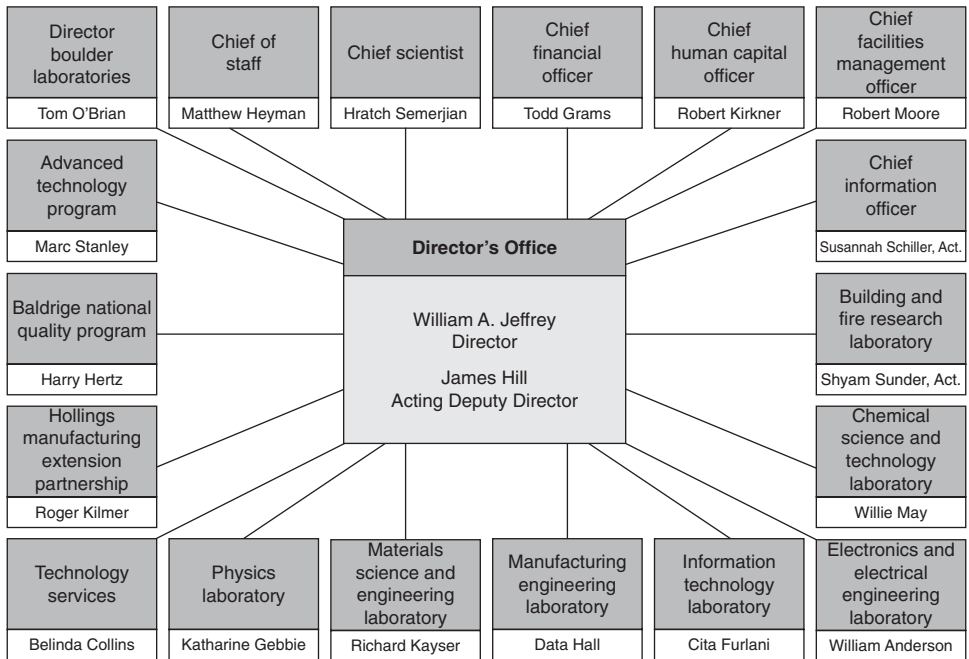 Director
boulder
laboratories
Tom O'Brian
Chief of
staff
Matthew Heyman
Chief scientist
Hratch Semerjian
Chief
financial
officer
Todd Grams
Chief
human capital
officer
Robert Kirkner
Chief
facilities
management
officer
Robert Moore
Advanced
technology
program
Marc Stanley
Chief
information
officer
Susannah Schiller, Act.
Director's Office
William A. Jeffrey
Director
James Hill
Acting Deputy Director
Baldrige national
quality program
Harry Hertz
Building and
fire research
laboratory
Shyam Sunder, Act.
Hollings
manufacturing
extension
partnership
Roger Kilmer
Chemical
science and
technology
laboratory
Willie May
Technology
services
Belinda Collins
Physics
laboratory
Katharine Gebbie
Materials
science and
engineering
laboratory
Richard Kayser
Manufacturing
engineering
laboratory
Data Hall
Information
technology
laboratory
Cita Furlani
Electronics and
electrical
engineering
laboratory
William Anderson